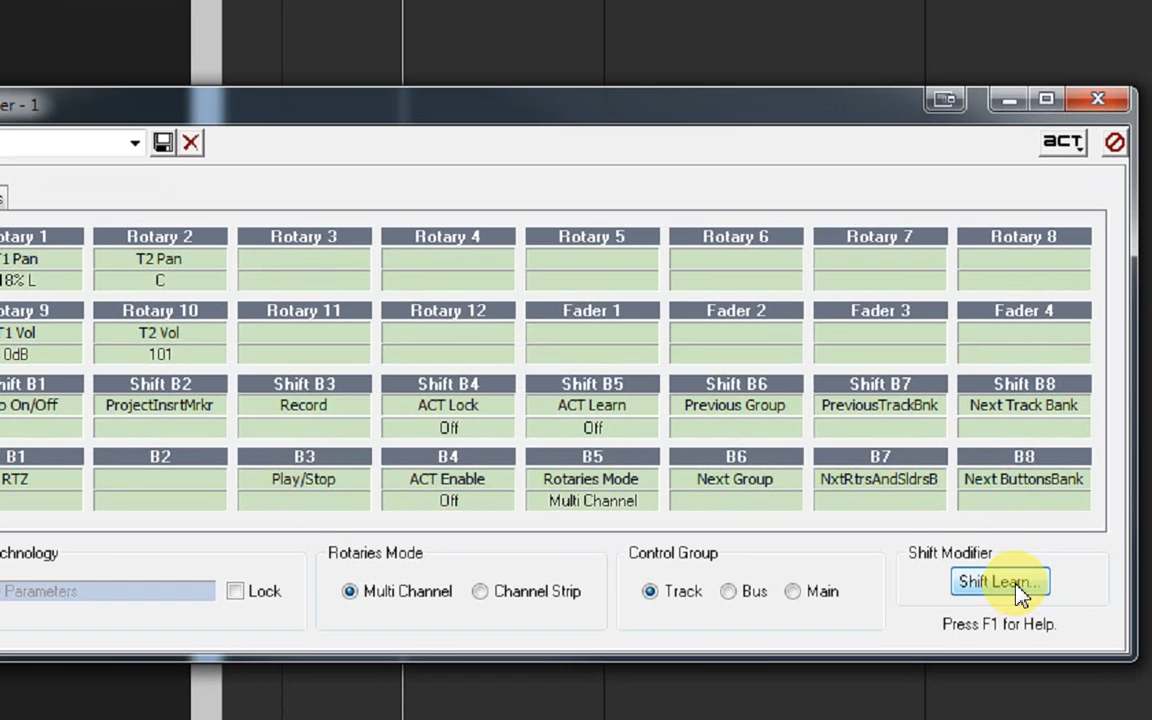 er - 1
ACT
s
otary 1 Rotary 2 Rotary 3 Rotary 4 Rotary 5 Rotary 6 Rotary 7 Rotary 8
T1 Pan T2 Pan
18% L C
otary 9 Rotary 10 Rotary 11 Rotary 12 Fader 1 Fader 2 Fader 3 Fader 4
T1 Vol T2 Vol
0dB 101
hift B1 Shift B2 Shift B3 Shift B4 Shift B5 Shift B6 Shift B7 Shift B8
p On/Off ProjectInsrtMrkr Record ACT Lock ACT Learn Previous Group PreviousTrackBnk Next Track Bank
Off Off
B1 B2 B3 B4 B5 B6 B7 B8
RTZ Play/Stop ACT Enable Rotaries Mode Next Group NxtRtrsAndSldrsB Next ButtonsBank
Off Multi Channel
chnology Rotaries Mode Control Group Shift Modifier
Parameters Lock Multi Channel Channel Strip Track Bus Main Shift Learn...
Press F1 for Help.